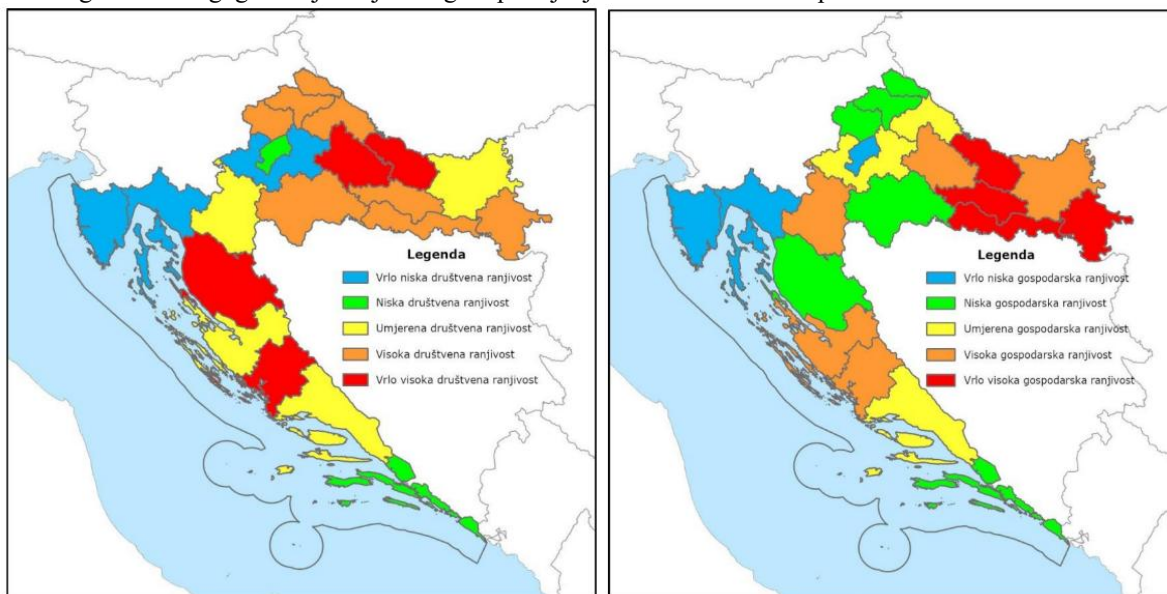 Legenda
Vrlo niska društvena ranjivost
Niska društvena ranjivost
Umjerena društvena ranjivost
Visoka društvena ranjivost
Vrlo visoka društvena ranjivost
Legenda
Vrlo niska gospodarska ranjivost
Niska gospodarska ranjivost
Umjerena gospodarska ranjivost
Visoka gospodarska ranjivost
Vrlo visoka gospodarska ranjivost